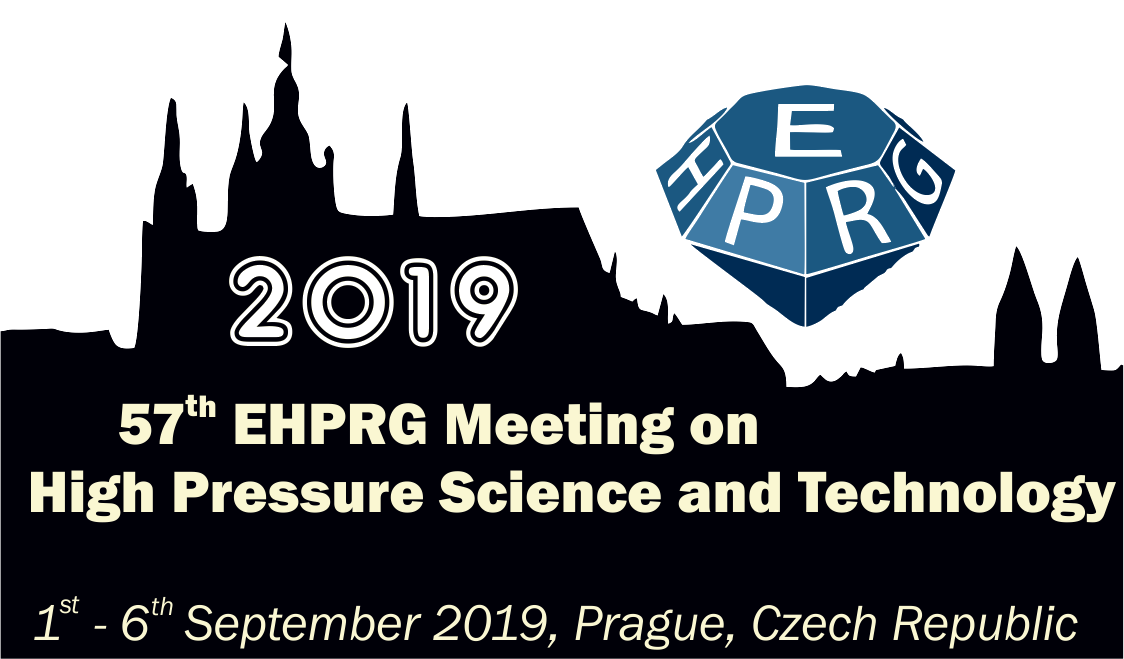 E
H P R G
2019
57th EHPRG Meeting on
High Pressure Science and Technology
1st - 6th September 2019, Prague, Czech Republic